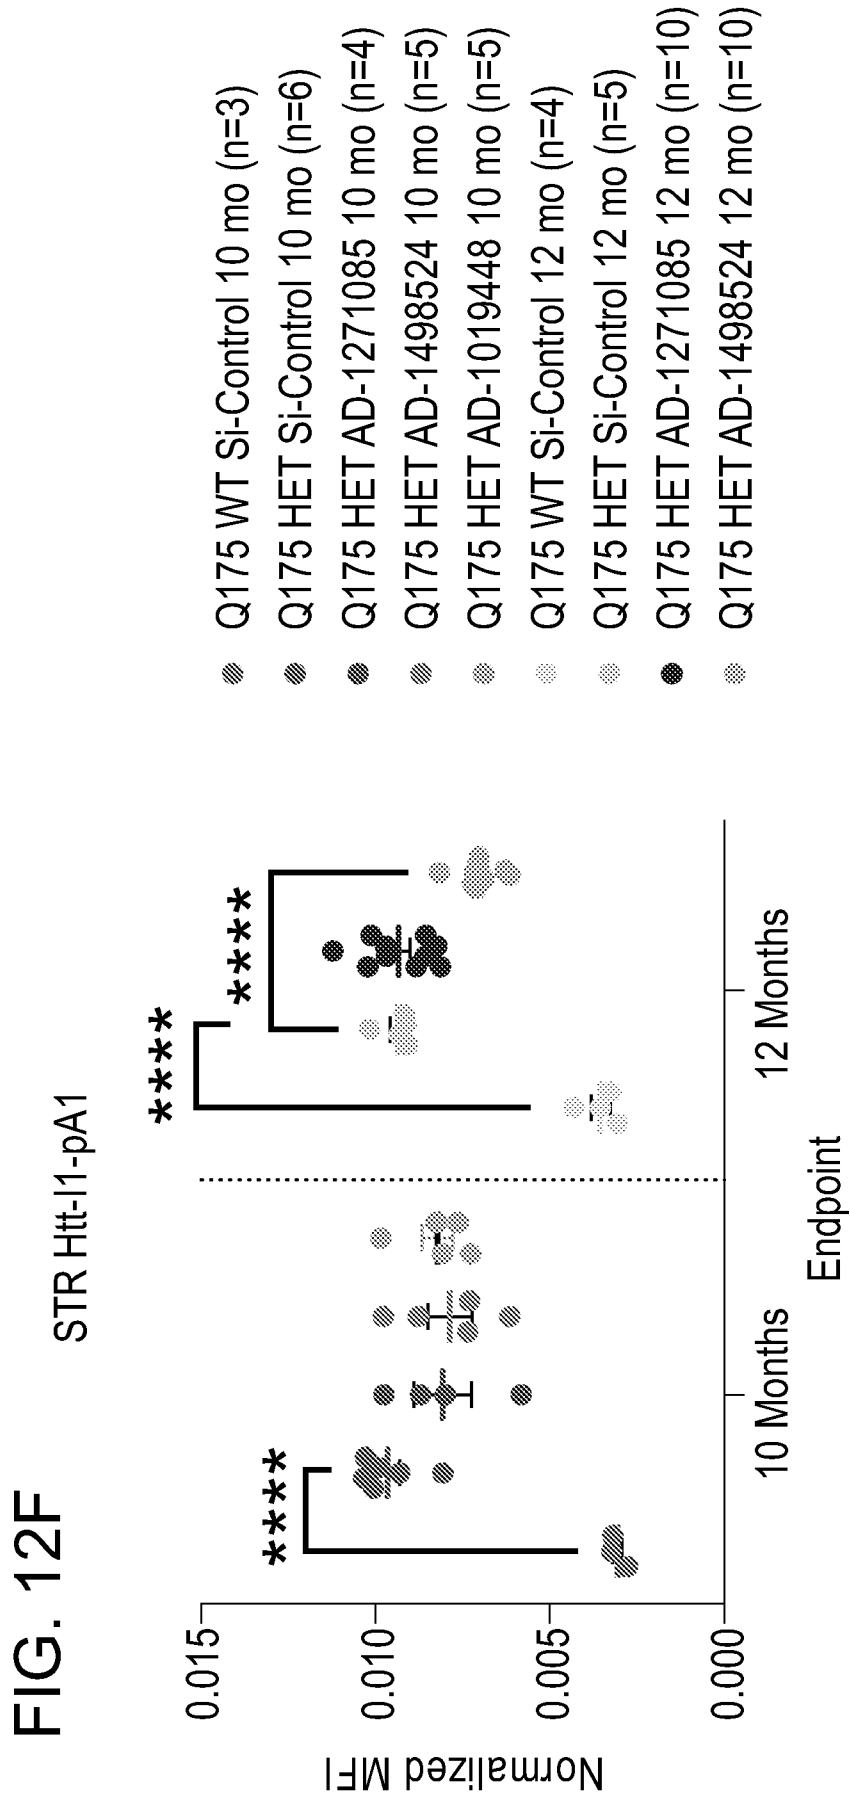 FIG. 12F
STR Htt-I1-pA1
Normalized MFI
0.015
0.010
0.005
0.000
****
****
****
10 Months
12 Months
Endpoint
Q175 WT Si-Control 10 mo (n=3)
Q175 HET Si-Control 10 mo (n=6)
Q175 HET AD-1271085 10 mo (n=4)
Q175 HET AD-1498524 10 mo (n=5)
Q175 HET AD-1019448 10 mo (n=5)
Q175 WT Si-Control 12 mo (n=4)
Q175 HET Si-Control 12 mo (n=5)
Q175 HET AD-1271085 12 mo (n=10)
Q175 HET AD-1498524 12 mo (n=10)